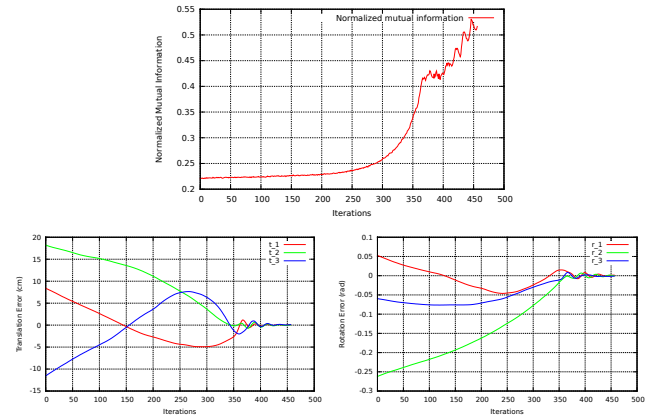 0.55
0.5
0.45
0.4
0.35
0.3
0.25
0.2
Normalized Mutual Information
Normalized mutual information
0 50 100 150 200 250 300 350 400 450 500
Iterations
20
15
10
5
0
-5
-10
-15
Translation Error (cm)
t_1
t_2
t_3
0 50 100 150 200 250 300 350 400 450 500
Iterations
0.1
0.05
0
-0.05
-0.1
-0.15
-0.2
-0.25
-0.3
Rotation Error (rad)
r_1
r_2
r_3
0 50 100 150 200 250 300 350 400 450 500
Iterations